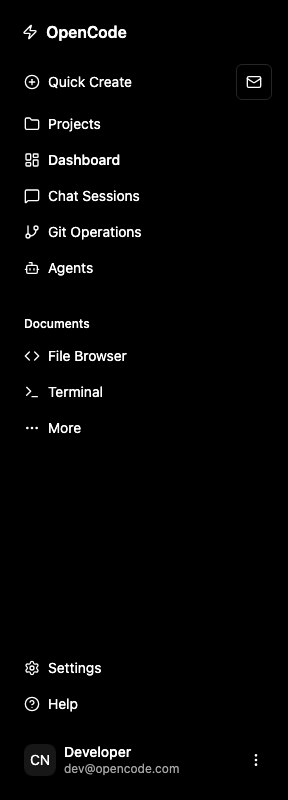 OpenCode
Quick Create
Projects
Dashboard
Chat Sessions
Git Operations
Agents
Documents
File Browser
Terminal
More
Settings
Help
CN
Developer
dev@opencode.com